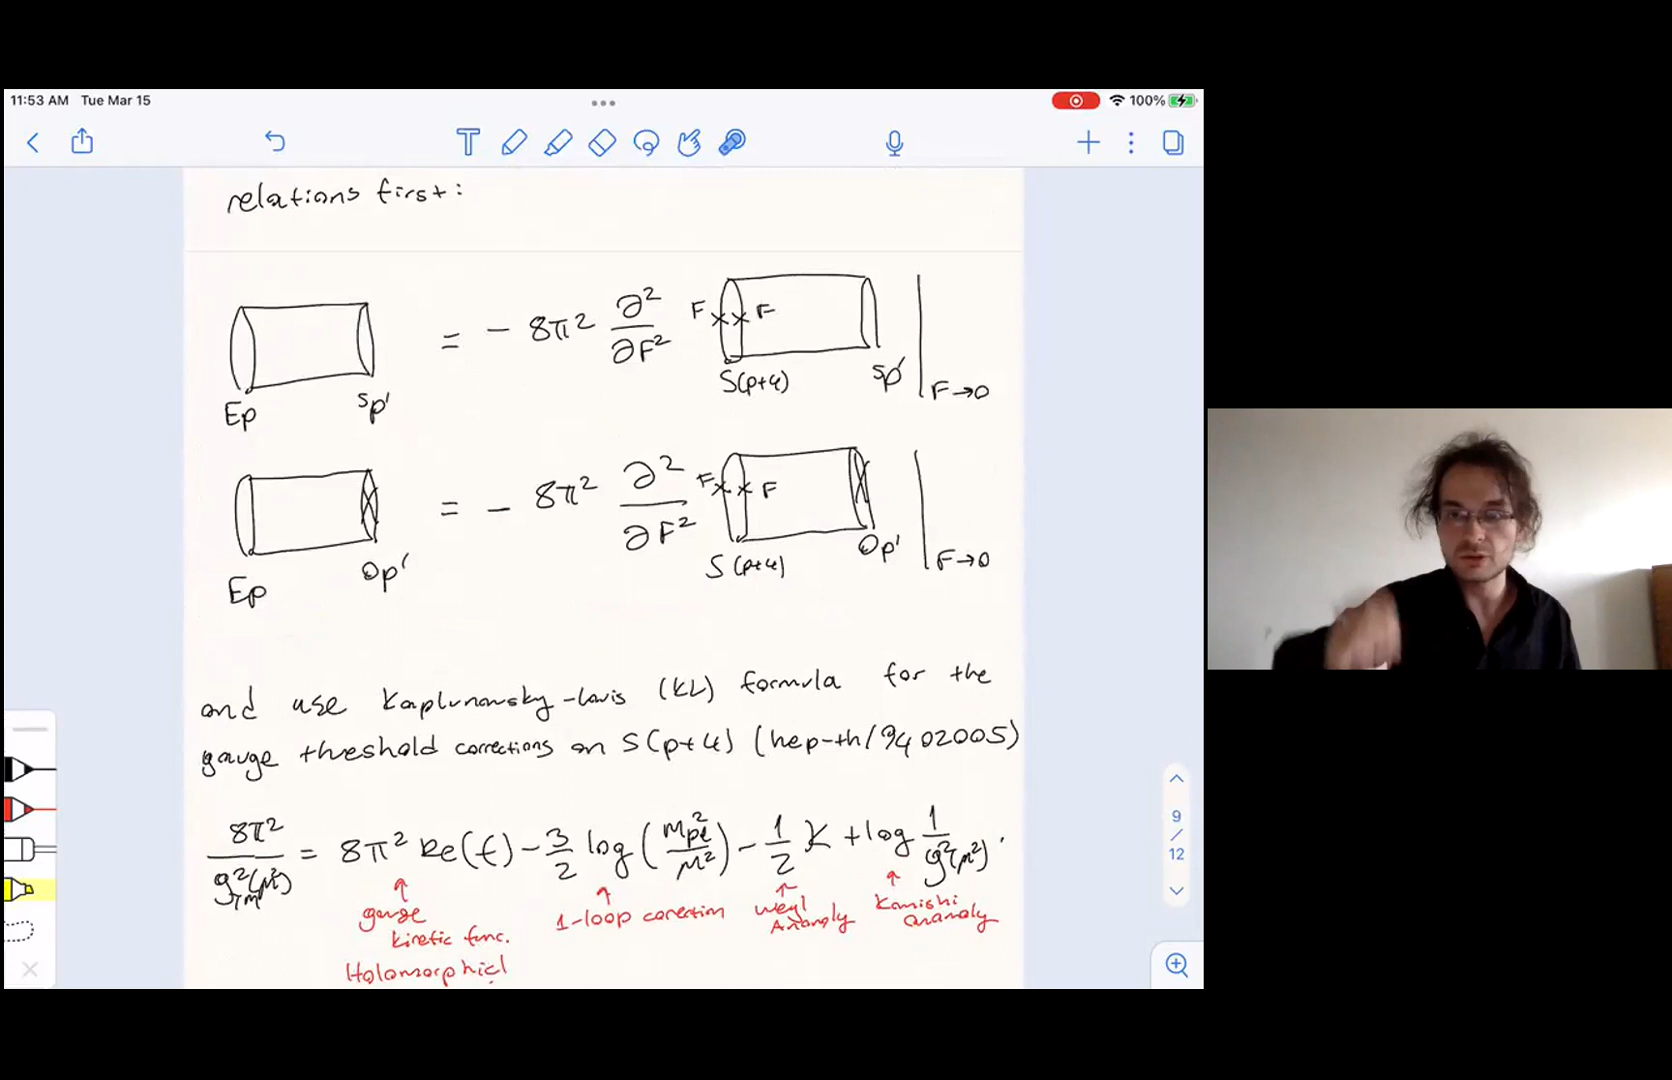 11:53 AM Tue Mar 15
100%
relations first:
= - 8π² ∂²/∂F² F F | F→0
Ep Sp' S(p+4) Sp'
= - 8π² ∂²/∂F² F F | F→0
Ep Op' S(p+4) Op'
and use Kaplunowsky-Louis (KL) formula for the
gauge threshold corrections on S(p+4) (hep-th/9402005)
8π²/g²(μ²) = 8π² Re(f) - 3/2 log(Mpl²/μ²) - 1/2 K + log 1/g²(μ²).
↑ gauge kinetic func. Holomorphic!
↑ 1-loop correction
↑ Weyl Anomaly
↑ Konishi anomaly
9
/
12